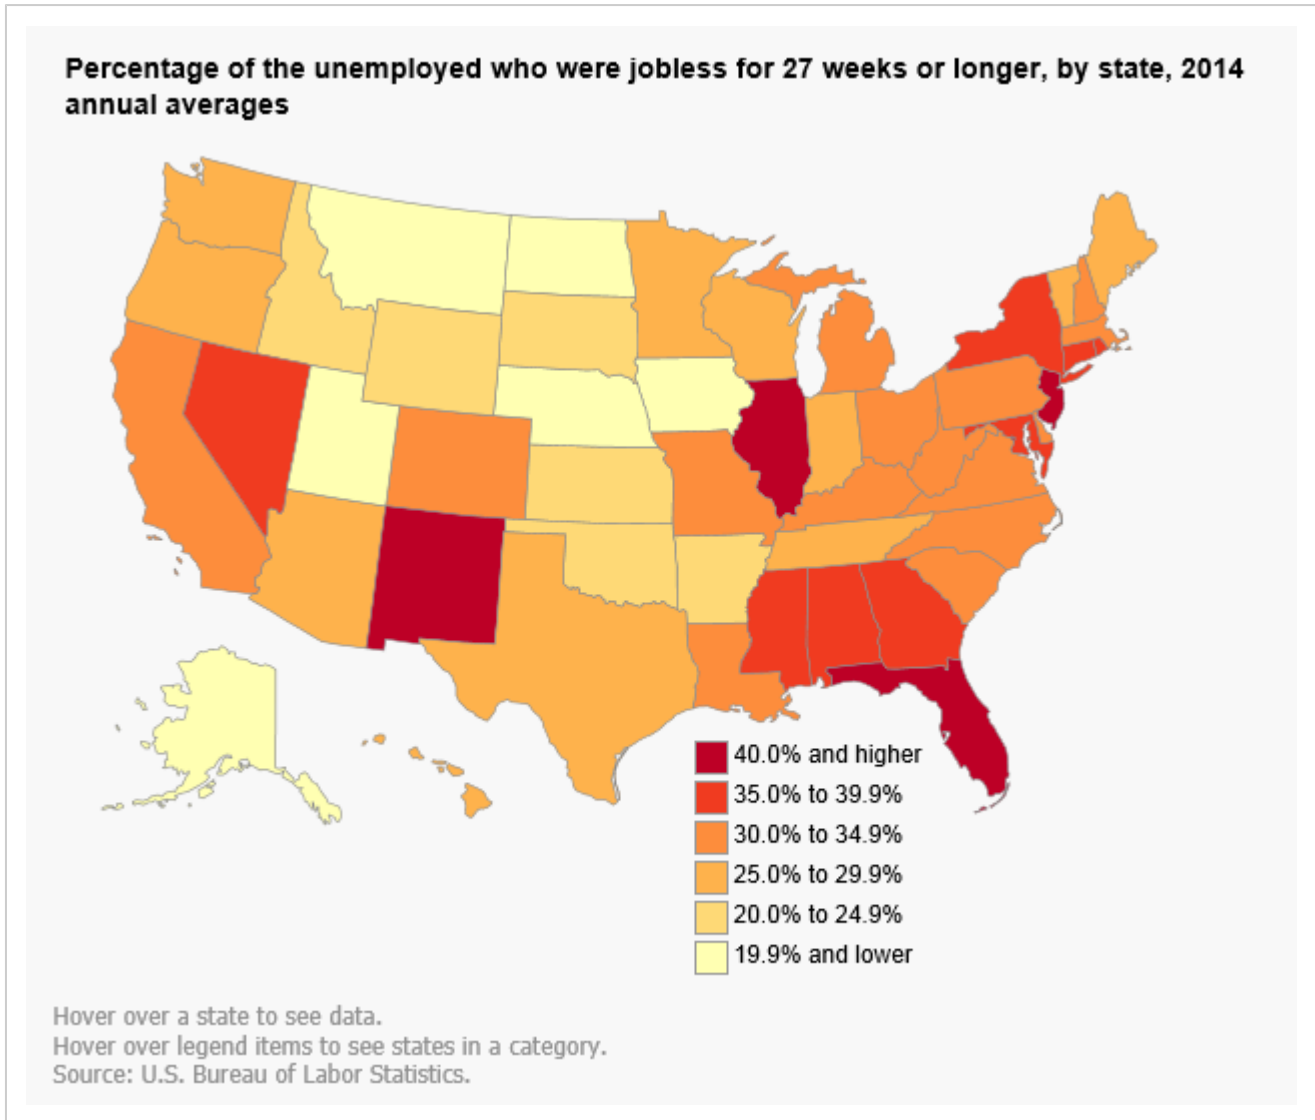 Percentage of the unemployed who were jobless for 27 weeks or longer, by state, 2014
annual averages
40.0% and higher
35.0% to 39.9%
30.0% to 34.9%
25.0% to 29.9%
20.0% to 24.9%
19.9% and lower
Hover over a state to see data.
Hover over legend items to see states in a category.
Source: U.S. Bureau of Labor Statistics.